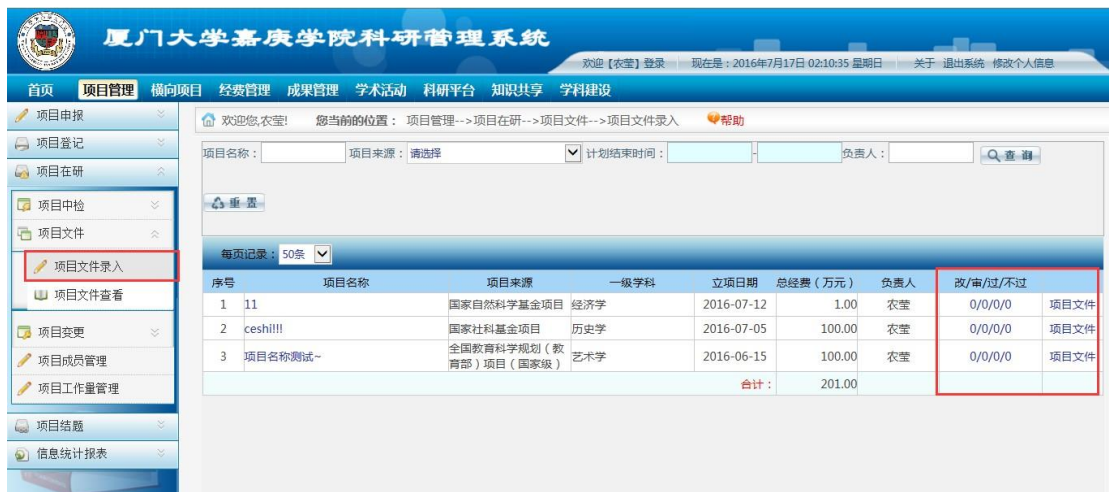 厦门大学嘉庚学院科研管理系统
欢迎【农莹】登录 现在是：2016年7月17日 02:10:35 星期日 关于 退出系统 修改个人信息
首页 项目管理 横向项目 经费管理 成果管理 学术活动 科研平台 知识共享 学科建设
项目申报
项目登记
项目在研
项目中检
项目文件
项目文件录入
项目文件查看
项目变更
项目成员管理
项目工作量管理
项目结题
信息统计报表
欢迎您,农莹! 您当前的位置： 项目管理-->项目在研-->项目文件-->项目文件录入 帮助
项目名称： 项目来源： 请选择 计划结束时间： - 负责人： 查 询
重 置
每页记录： 50条
序号 项目名称 项目来源 一级学科 立项日期 总经费（万元） 负责人 改/审/过/不过
1 11 国家自然科学基金项目 经济学 2016-07-12 1.00 农莹 0/0/0/0 项目文件
2 ceshi!!! 国家社科基金项目 历史学 2016-07-05 100.00 农莹 0/0/0/0 项目文件
3 项目名称测试~ 全国教育科学规划（教
育部）项目（国家级） 艺术学 2016-06-15 100.00 农莹 0/0/0/0 项目文件
合计： 201.00